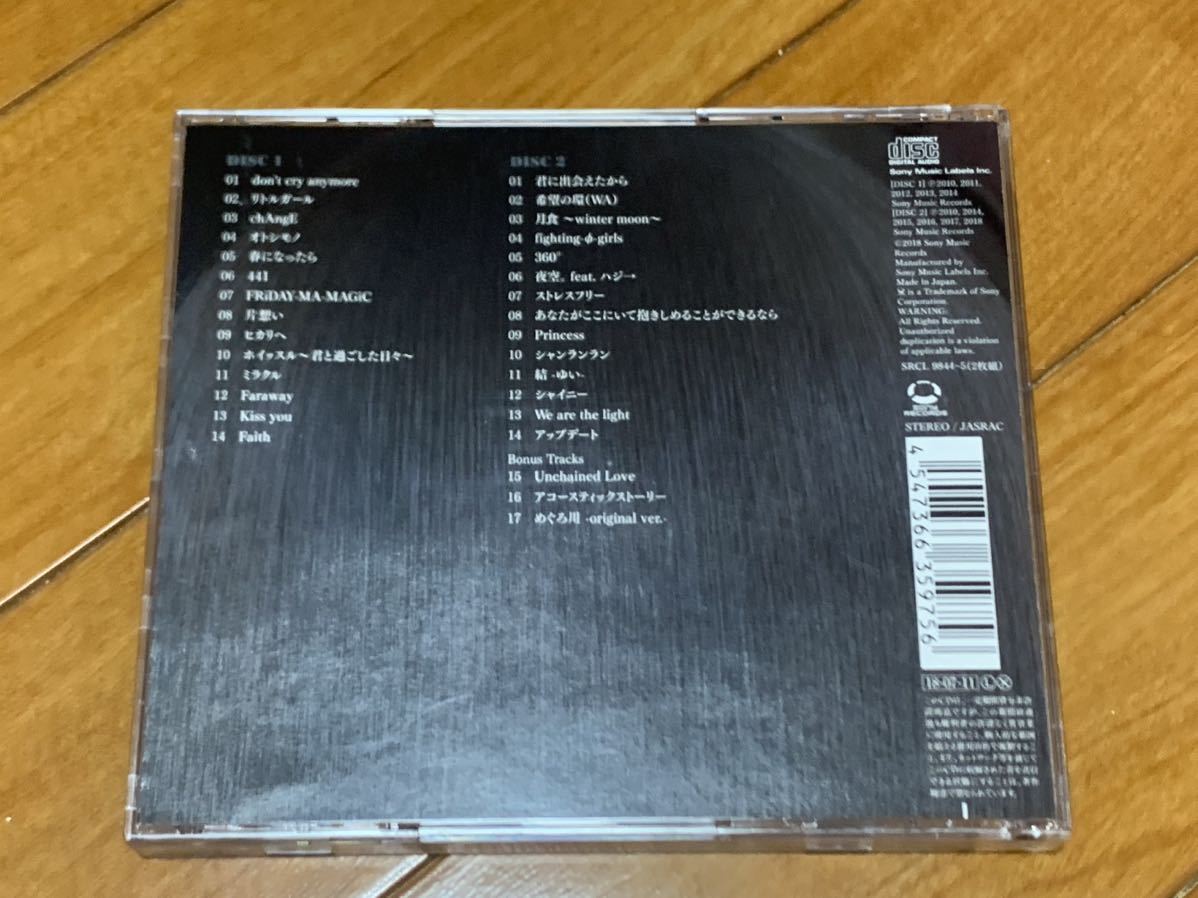 DISC 1
01 don't cry anymore
02 リトルガール
03 chAngE
04 オトシモノ
05 春になったら
06 441
07 FRiDAY-MA-MAGiC
08 片想い
09 ヒカリへ
10 ホイッスル～君と過ごした日々～
11 ミラクル
12 Faraway
13 Kiss you
14 Faith
DISC 2
01 君に出会えたから
02 希望の環(WA)
03 月食 ～winter moon～
04 fighting-φ-girls
05 360°
06 夜空。feat. ハジ→
07 ストレスフリー
08 あなたがここにいて抱きしめることができるなら
09 Princess
10 シャンランラン
11 結 -ゆい-
12 シャイニー
13 We are the light
14 アップデート
Bonus Tracks
15 Unchained Love
16 アコースティックストーリー
17 めぐろ川 -original ver.-
COMPACT
disc
DIGITAL AUDIO
Sony Music Labels Inc.
[DISC 1] ℗2010, 2011,
2012, 2013, 2014
Sony Music Records
[DISC 2] ℗2010, 2014,
2015, 2016, 2017, 2018
Sony Music Records
©2018 Sony Music
Records
Manufactured by
Sony Music Labels Inc.
Made in Japan.
is a Trademark of Sony
Corporation.
WARNING:
All Rights Reserved.
Unauthorized
duplication is a violation
of applicable laws.
SRCL 9844~5(2枚組)
RECORDS
STEREO / JASRAC
4 547366 359756
18·07·11 Ⓛ Ⓧ